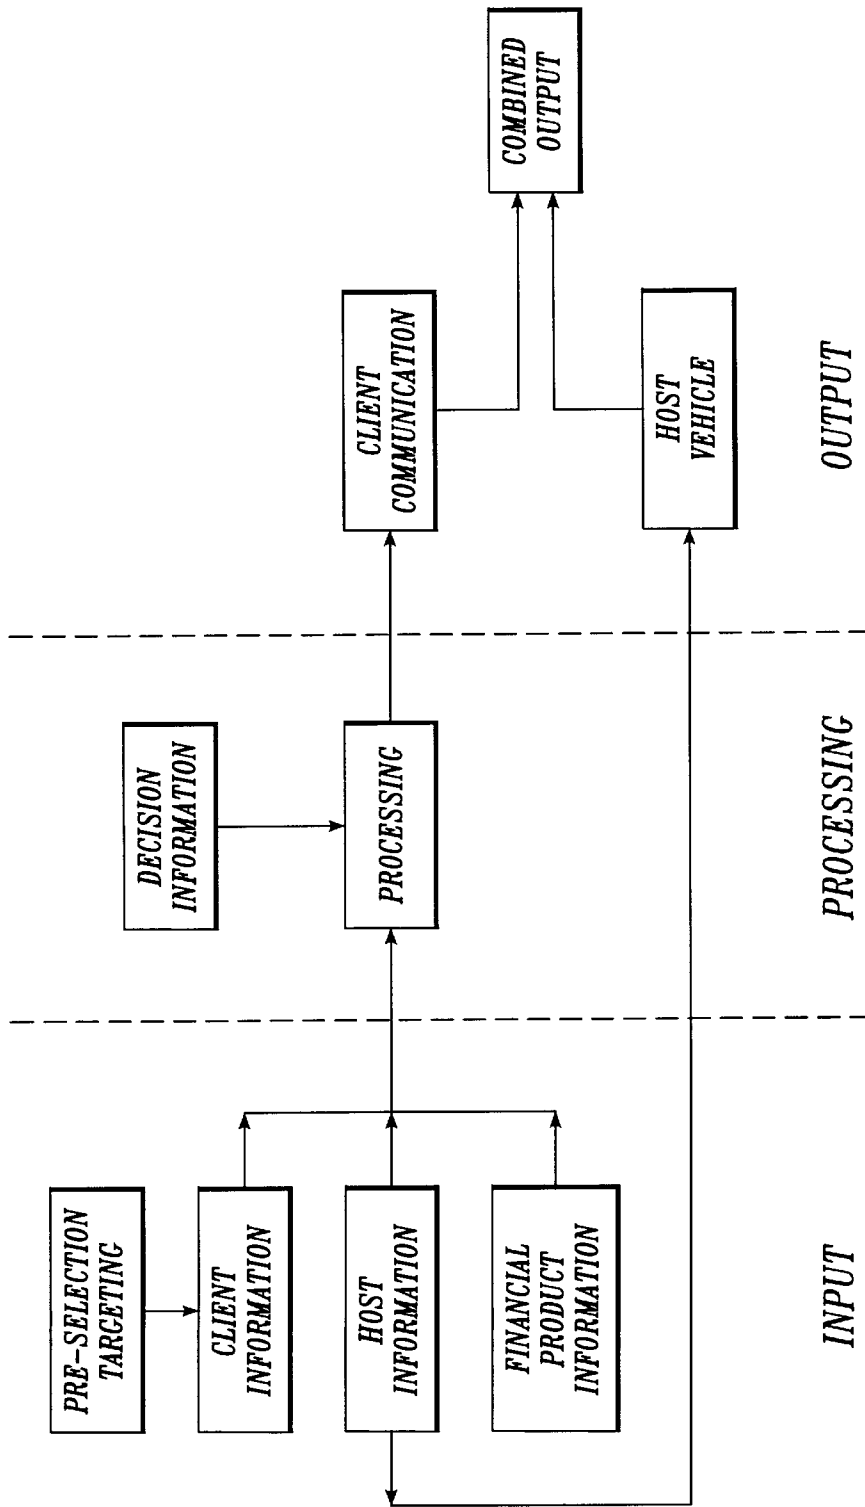 PRE-SELECTION
TARGETING
CLIENT
INFORMATION
HOST
INFORMATION
FINANCIAL
PRODUCT
INFORMATION
INPUT
DECISION
INFORMATION
PROCESSING
PROCESSING
CLIENT
COMMUNICATION
HOST
VEHICLE
COMBINED
OUTPUT
OUTPUT